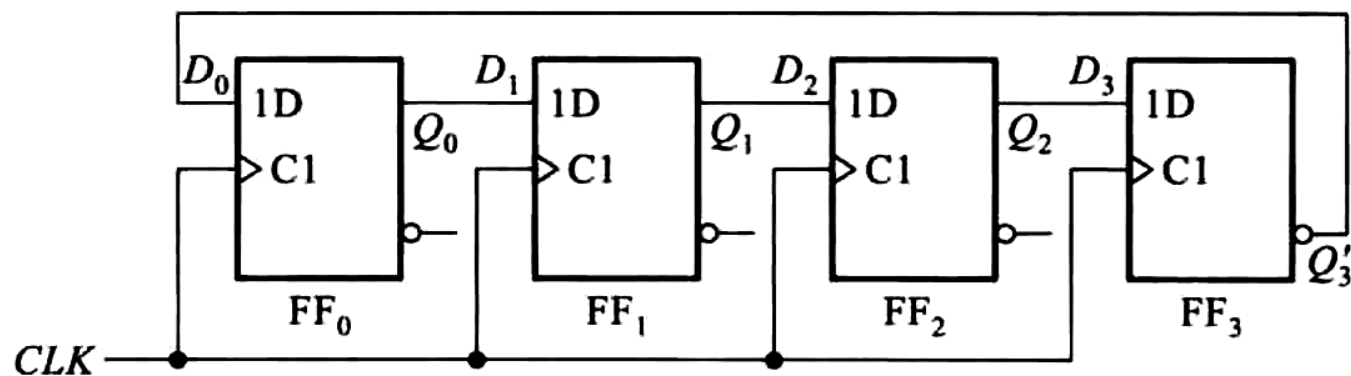 D₀ 1D Q₀ D₁ 1D Q₁ D₂ 1D Q₂ D₃ 1D
C1 C1 C1 C1
Q₃′
FF₀ FF₁ FF₂ FF₃
CLK